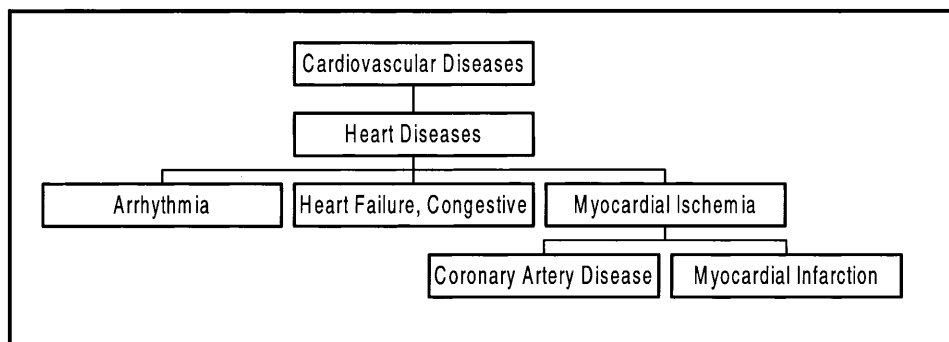 Cardiovascular Diseases
Heart Diseases
Arrhythmia
Heart Failure, Congestive
Myocardial Ischemia
Coronary Artery Disease
Myocardial Infarction